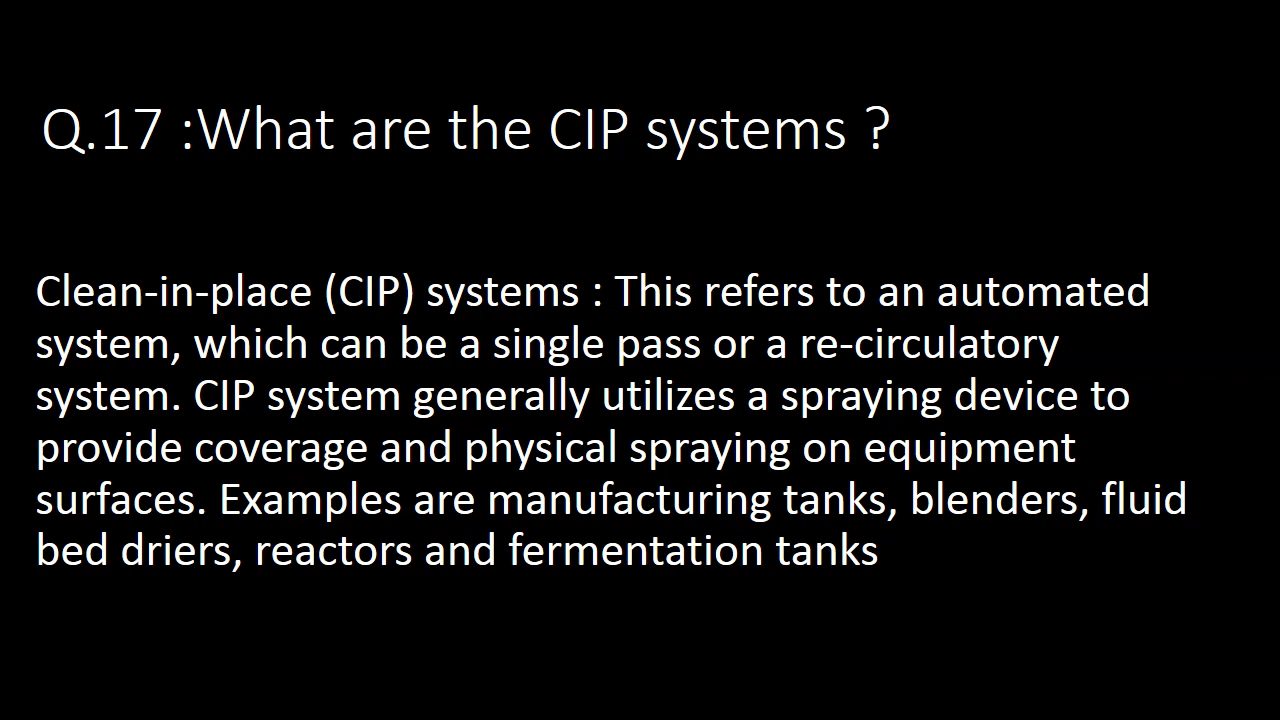 Q.17 :What are the CIP systems ?
Clean-in-place (CIP) systems : This refers to an automated
system, which can be a single pass or a re-circulatory
system. CIP system generally utilizes a spraying device to
provide coverage and physical spraying on equipment
surfaces. Examples are manufacturing tanks, blenders, fluid
bed driers, reactors and fermentation tanks